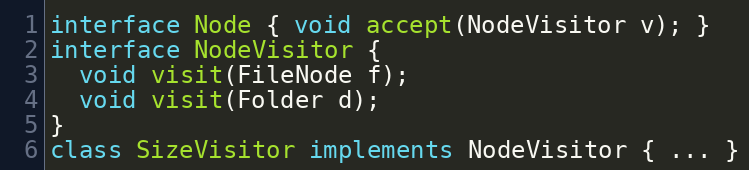 1 interface Node { void accept(NodeVisitor v); }
2 interface NodeVisitor {
3   void visit(FileNode f);
4   void visit(Folder d);
5 }
6 class SizeVisitor implements NodeVisitor { ... }